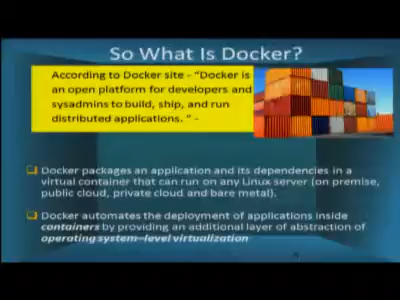 So What Is Docker?
According to Docker site - "Docker is
an open platform for developers and
sysadmins to build, ship, and run
distributed applications. " -
Docker packages an application and its dependencies in a
virtual container that can run on any Linux server (on premise,
public cloud, private cloud and bare metal).
Docker automates the deployment of applications inside
containers by providing an additional layer of abstraction of
operating system–level virtualization